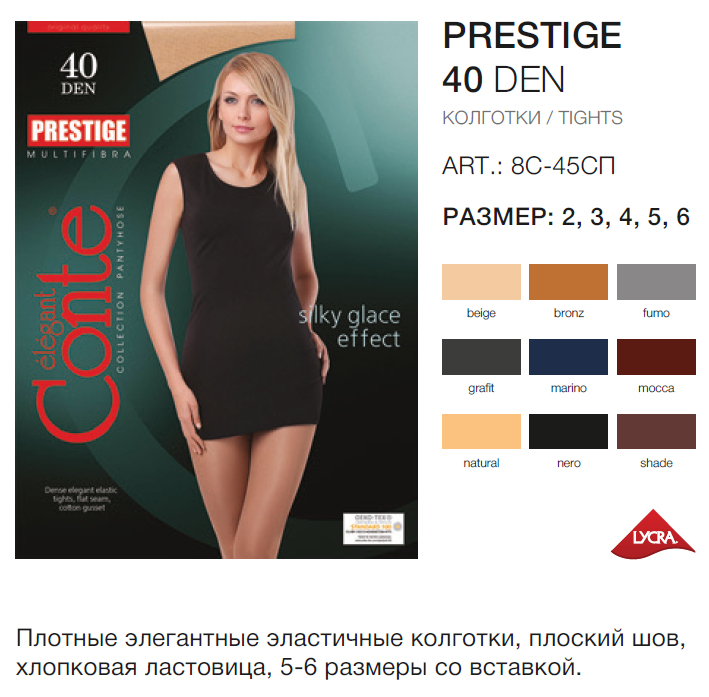 original quality
40
DEN
PRESTIGE
MULTIFIBRA
élégant
Conte®
COLLECTION PANTYHOSE
silky glace
effect
Dense elegant elastic
tights, flat seam,
cotton gusset
OEKO-TEX®
STANDARD 100
PRESTIGE
40 DEN
КОЛГОТКИ / TIGHTS
ART.: 8С-45СП
РАЗМЕР: 2, 3, 4, 5, 6
beige bronz fumo
grafit marino mocca
natural nero shade
LYCRA®
Плотные элегантные эластичные колготки, плоский шов,
хлопковая ластовица, 5-6 размеры со вставкой.